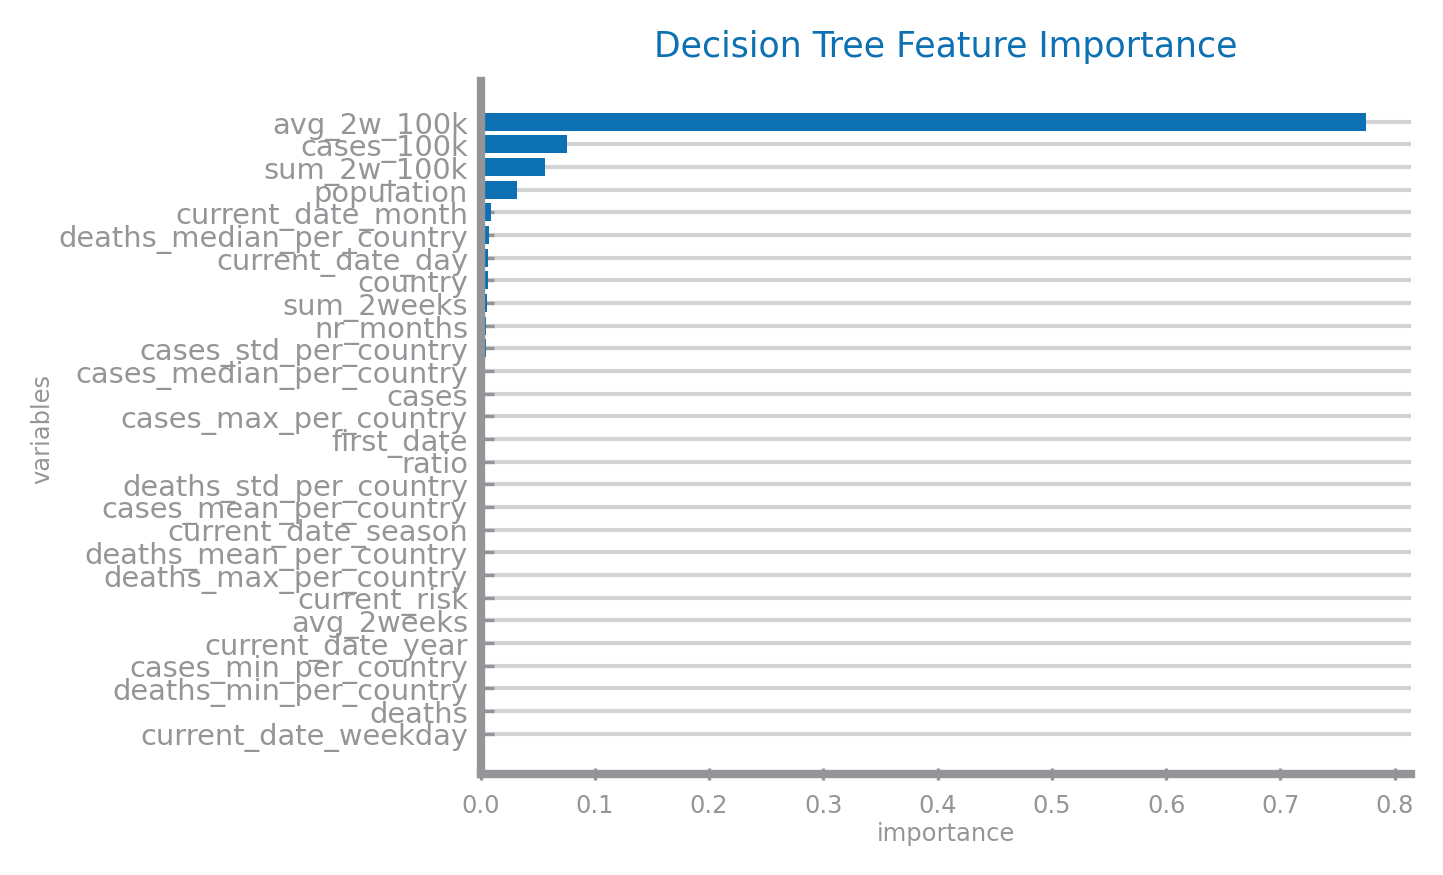 Decision Tree Feature Importance
avg_2w_100k
cases_100k
sum_2w_100k
population
current_date_month
deaths_median_per_country
current_date_day
country
sum_2weeks
nr_months
cases_std_per_country
cases_median_per_country
cases
cases_max_per_country
first_date
ratio
deaths_std_per_country
cases_mean_per_country
current_date_season
deaths_mean_per_country
deaths_max_per_country
current_risk
avg_2weeks
current_date_year
cases_min_per_country
deaths_min_per_country
deaths
current_date_weekday
variables
0.0 0.1 0.2 0.3 0.4 0.5 0.6 0.7 0.8
importance